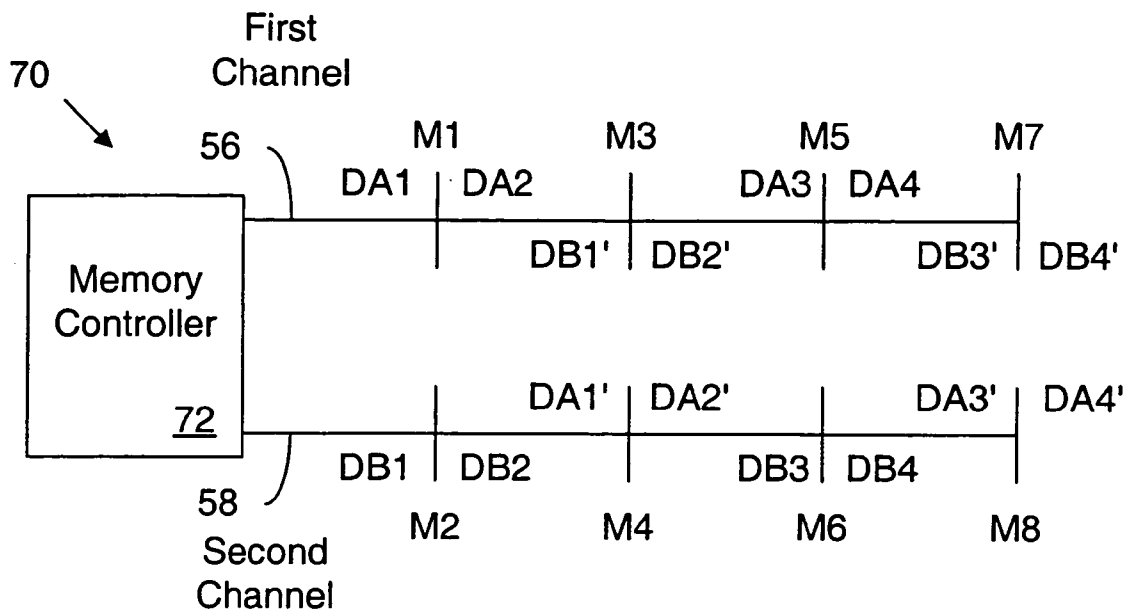 First
Channel
70
56
M1 M3 M5 M7
DA1 DA2 DA3 DA4
DB1' DB2' DB3' DB4'
Memory
Controller
72
DA1' DA2' DA3' DA4'
DB1 DB2 DB3 DB4
58
M2 M4 M6 M8
Second
Channel